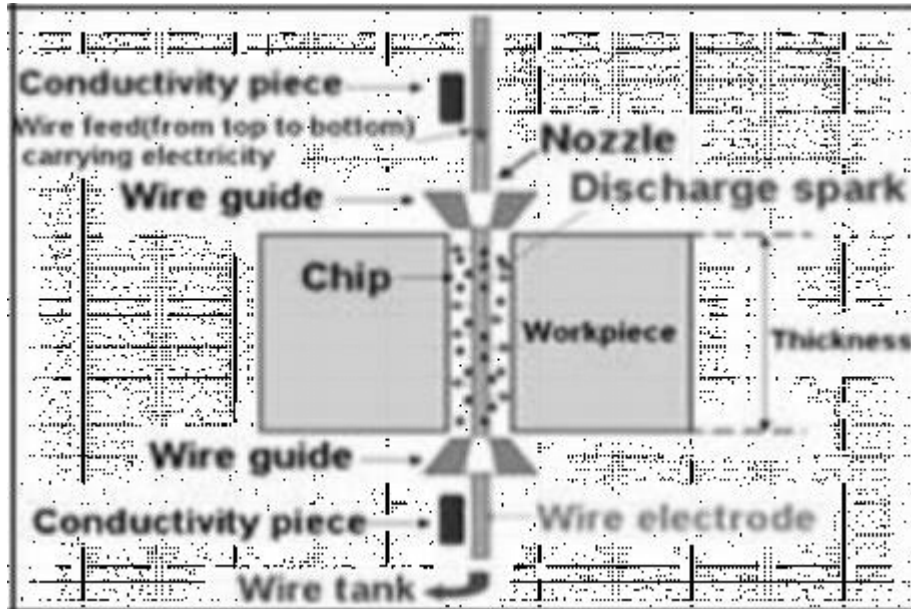 Conductivity piece
Wire feed(from top to bottom)
carrying electricity
Nozzle
Wire guide
Discharge spark
Chip
Workpiece
Thickness
Wire guide
Conductivity piece
Wire electrode
Wire tank